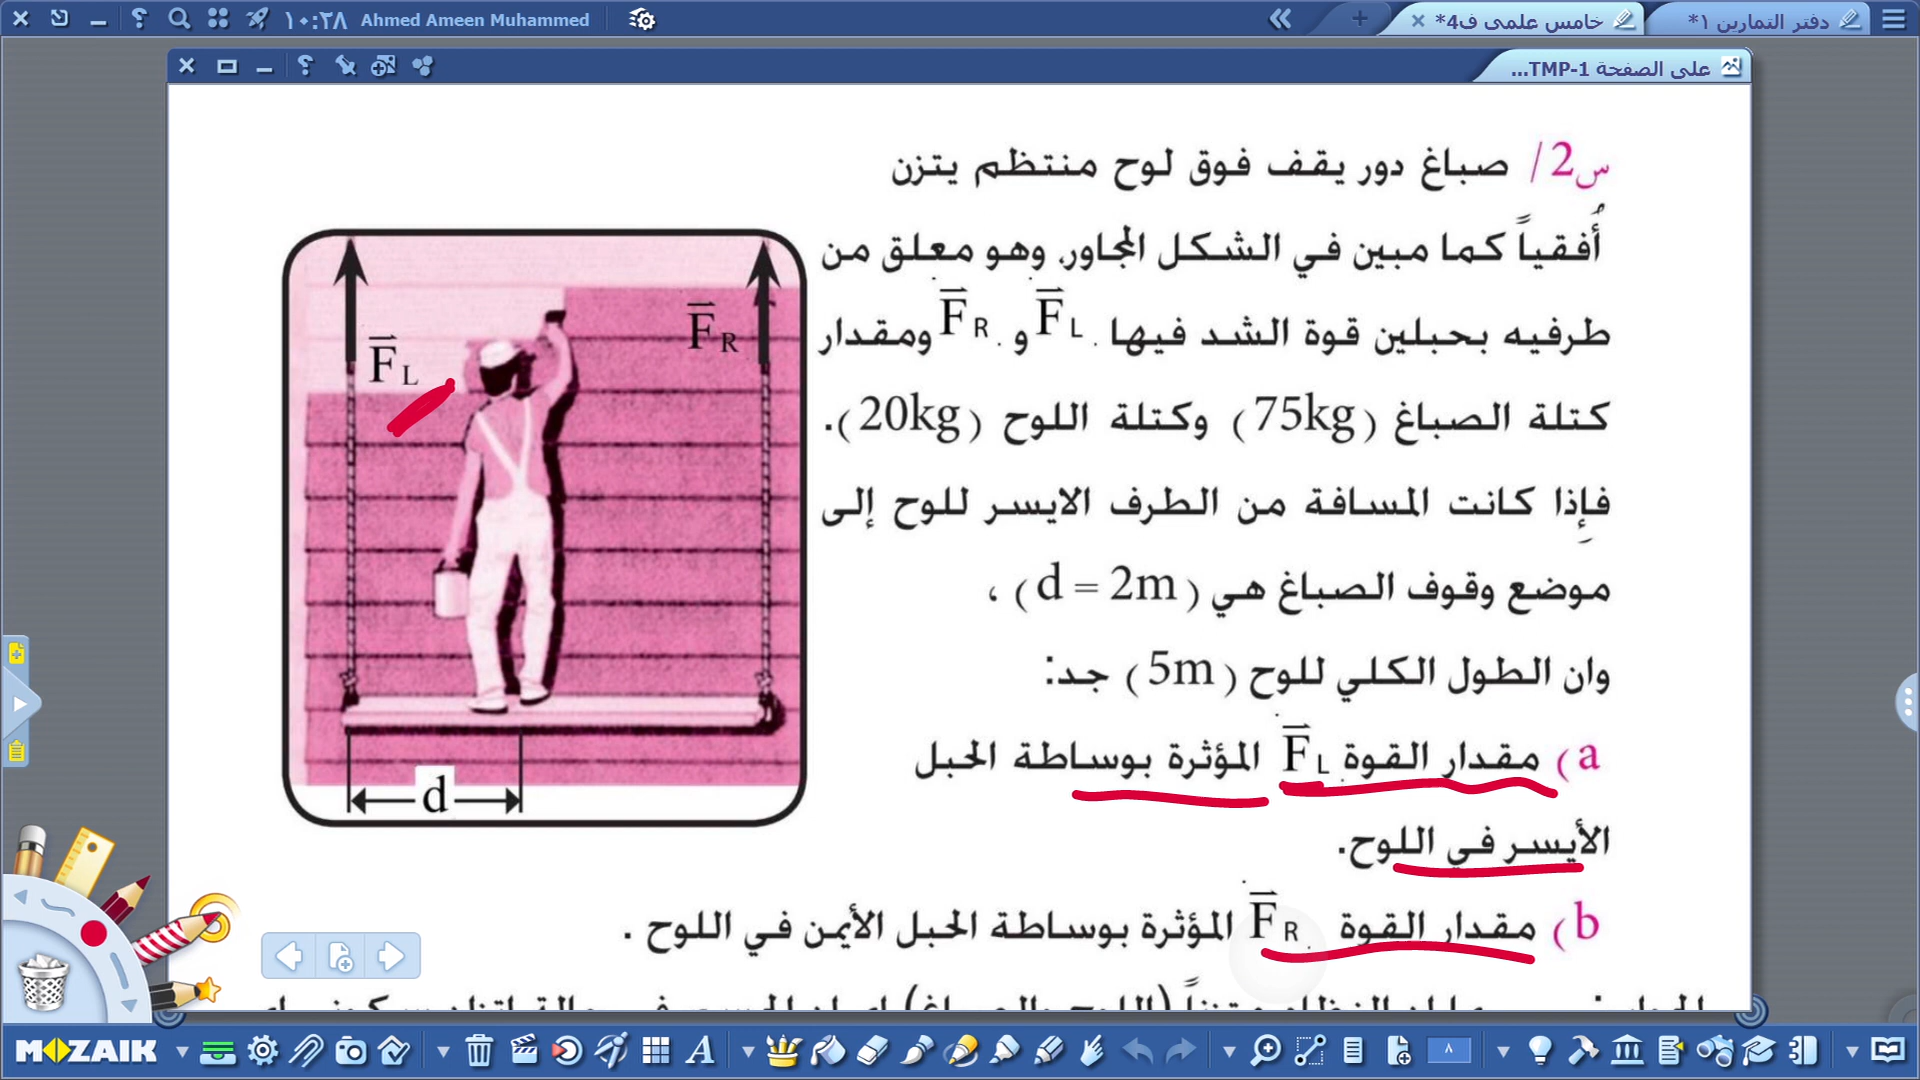 ١٠:٢٨ Ahmed Ameen Muhammed
خامس علمي ف4*
دفتر التمارين ١*
على الصفحة TMP-1...
س2/ صباغ دور يقف فوق لوح منتظم يتزن
أُفقياً كما مبين في الشكل المجاور، وهو معلق من
طرفيه بحبلين قوة الشد فيها F L و F R ومقدار
كتلة الصباغ (75kg) وكتلة اللوح (20kg).
فإذا كانت المسافة من الطرف الايسر للوح إلى
موضع وقوف الصباغ هي (d = 2m) ،
وان الطول الكلي للوح (5m) جد:
a) مقدار القوة F L المؤثرة بوساطة الحبل
الأيسر في اللوح.
b) مقدار القوة F R المؤثرة بوساطة الحبل الأيمن في اللوح .
F L
F R
d
MOZAIK